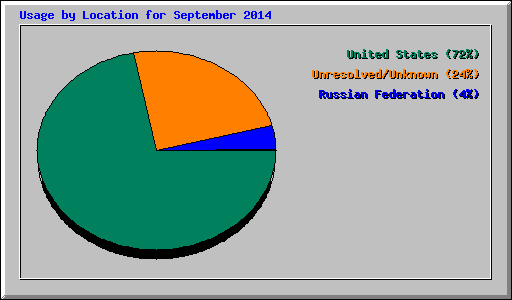 Usage by Location for September 2014
United States (72%)
Unresolved/Unknown (24%)
Russian Federation (4%)